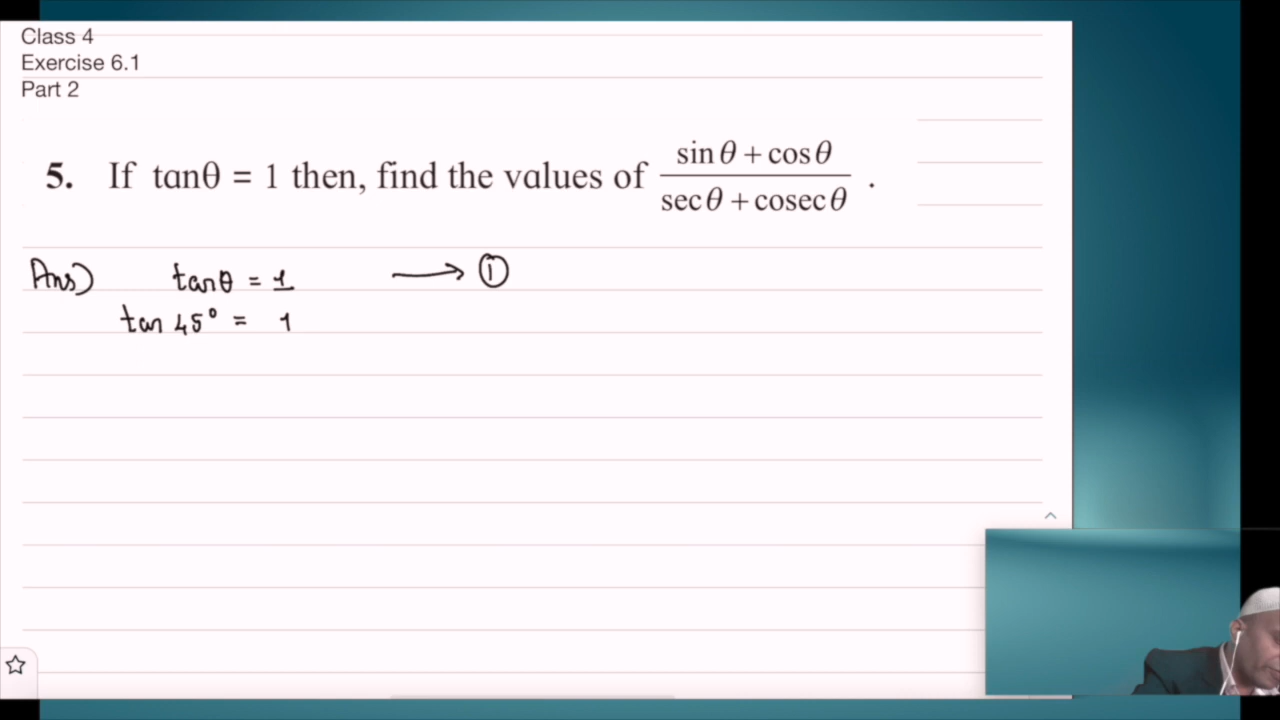 Class 4
Exercise 6.1
Part 2
5. If tanθ = 1 then, find the values of (sin θ + cos θ)/(sec θ + cosec θ) .
Ans) tanθ = 1 → ①
tan 45° = 1